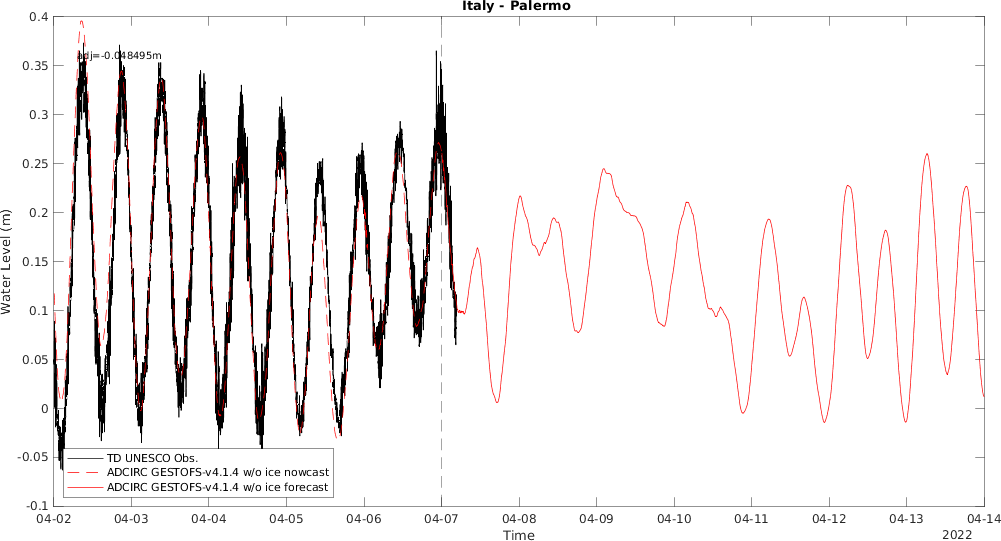 Italy - Palermo
0.4
0.35
0.3
0.25
0.2
0.15
0.1
0.05
0
-0.05
-0.1
Water Level (m)
adj=-0.048495m
TD UNESCO Obs.
ADCIRC GESTOFS-v4.1.4 w/o ice nowcast
ADCIRC GESTOFS-v4.1.4 w/o ice forecast
04-02 04-03 04-04 04-05 04-06 04-07 04-08 04-09 04-10 04-11 04-12 04-13 04-14
Time
2022